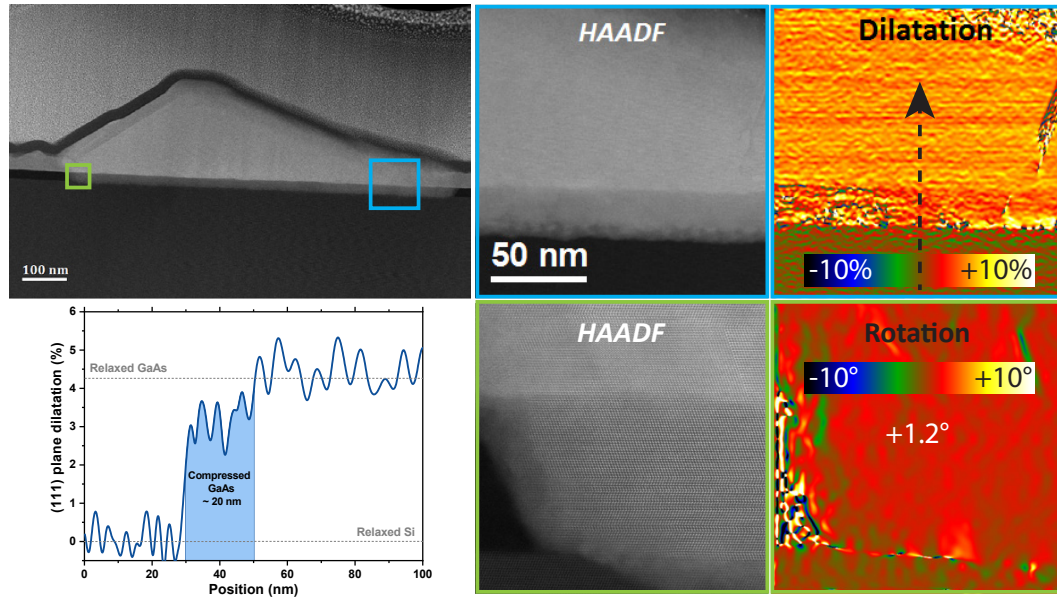 100 nm
HAADF
50 nm
Dilatation
-10%
+10%
(111) plane dilatation (%)
6
5
4
3
2
1
0
Relaxed GaAs
Compressed
GaAs
~ 20 nm
Relaxed Si
0
20
40
60
80
100
Position (nm)
HAADF
Rotation
-10°
+10°
+1.2°